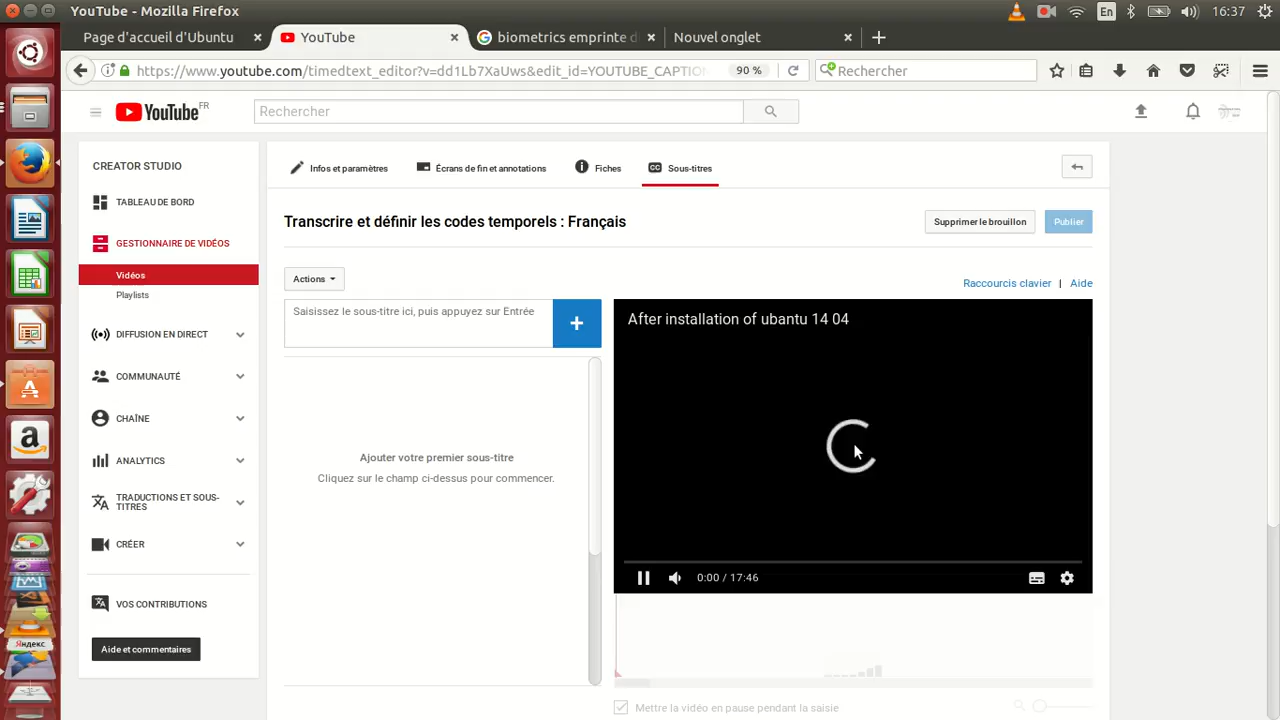 YouTube - Mozilla Firefox
En
16:37
Page d'accueil d'Ubuntu
YouTube
biometrics emprinte d
Nouvel onglet
https://www.youtube.com/timedtext_editor?v=dd1Lb7XaUws&edit_id=YOUTUBE_CAPTION
90 %
Rechercher
YouTube FR
Rechercher
CREATOR STUDIO
TABLEAU DE BORD
GESTIONNAIRE DE VIDÉOS
Vidéos
Playlists
DIFFUSION EN DIRECT
COMMUNAUTÉ
CHAÎNE
ANALYTICS
TRADUCTIONS ET SOUS-
TITRES
CRÉER
VOS CONTRIBUTIONS
Aide et commentaires
Infos et paramètres
Écrans de fin et annotations
Fiches
CC Sous-titres
Transcrire et définir les codes temporels : Français
Supprimer le brouillon
Publier
Actions
Raccourcis clavier | Aide
Saisissez le sous-titre ici, puis appuyez sur Entrée
+
Ajouter votre premier sous-titre
Cliquez sur le champ ci-dessus pour commencer.
After installation of ubantu 14 04
0:00 / 17:46
Mettre la vidéo en pause pendant la saisie
Яндекс